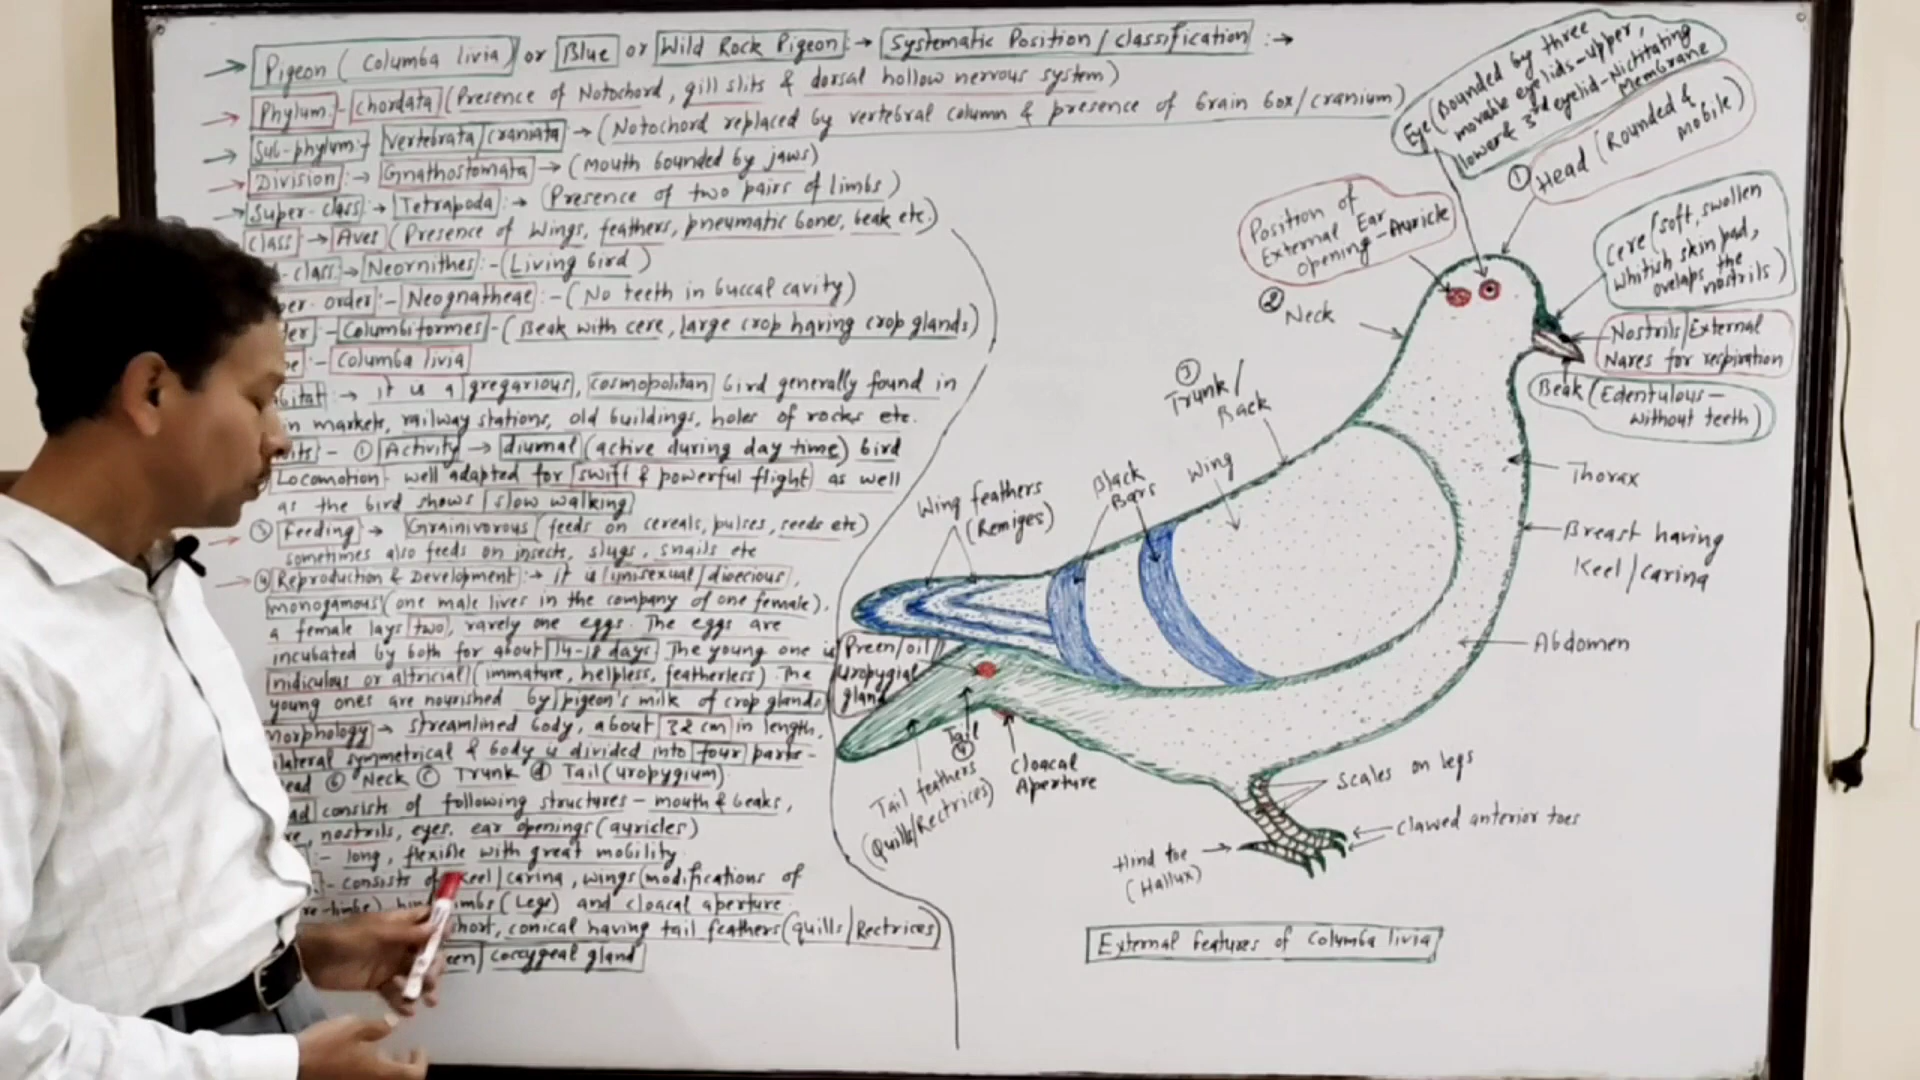 Pigeon (Columba livia) or Blue or Wild Rock Pigeon :→ Systematic Position/classification :→
Phylum:- chordata (Presence of Notochord, gill slits & dorsal hollow nervous system)
Sub-phylum:- Vertebrata/craniata → (Notochord replaced by vertebral column & presence of brain box/cranium)
Division :→ Gnathostomata → (mouth bounded by jaws)
Super-class :→ Tetrapoda :→ (Presence of two pairs of limbs)
class :→ Aves (Presence of Wings, feathers, pneumatic bones, beak etc.)
-class → Neornithes:- (Living bird)
per-order:- Neognatheae:- (No teeth in buccal cavity)
der:- Columbiformes- (Beak with cere, large crop having crop glands)
:- Columba livia
abitat :→ it is a gregarious, cosmopolitan bird generally found in
in markets, railway stations, old buildings, holes of rocks etc.
its - ① Activity → diurnal (active during day time) bird
Locomotion- well adapted for swift & powerful flight as well
as the bird shows slow walking
③ Feeding → Grainivorous (feeds on cereals, pulses, seeds etc)
sometimes also feeds on insects, slugs, snails etc
④ Reproduction & Development :→ it is unisexual/dioecious,
monogamous (one male lives in the company of one female),
a female lays two, rarely one eggs. The eggs are
incubated by both for about 14-18 days The young one is
nidiculous or altricial (immature, helpless, featherless). The
young ones are nourished by pigeon's milk of crop glands
Morphology → streamlined body, about 32 cm in length,
ilateral symmetrical & body is divided into four parts-
ead ⓑ Neck ⓒ Trunk ⓓ Tail (uropygium)
ad consists of following structures - mouth & beaks,
re, nostrils, eyes, ear openings (auricles)
:- long, flexible with great mobility
- consists of keel/carina, wings (modifications of
re-limbs), hind limbs (Legs) and cloacal aperture
short, conical having tail feathers (quills/Rectrices)
een/coccygeal gland
Eye (Bounded by three
movable eyelids-upper,
lower & 3rd eyelid-Nictitating
Membrane
① Head (Rounded &
mobile)
Position of
External Ear
opening-Auricle
Cere (soft, swollen
whitish skin pad,
ovelaps the
nostrils)
② Neck
Nostrils/External
Nares for respiration
Beak (Edentulous-
without teeth)
③
Trunk/
Back
Thorax
Wing
Black
Bars
Wing feathers
(Remiges)
Breast having
Keel/carina
Abdomen
Preen/oil/
uropygial
gland
Tail
④
Cloacal
Aperture
Tail feathers
(Quills/Rectrices)
Scales on legs
Clawed anterior toes
Hind toe
(Hallux)
External features of Columba livia